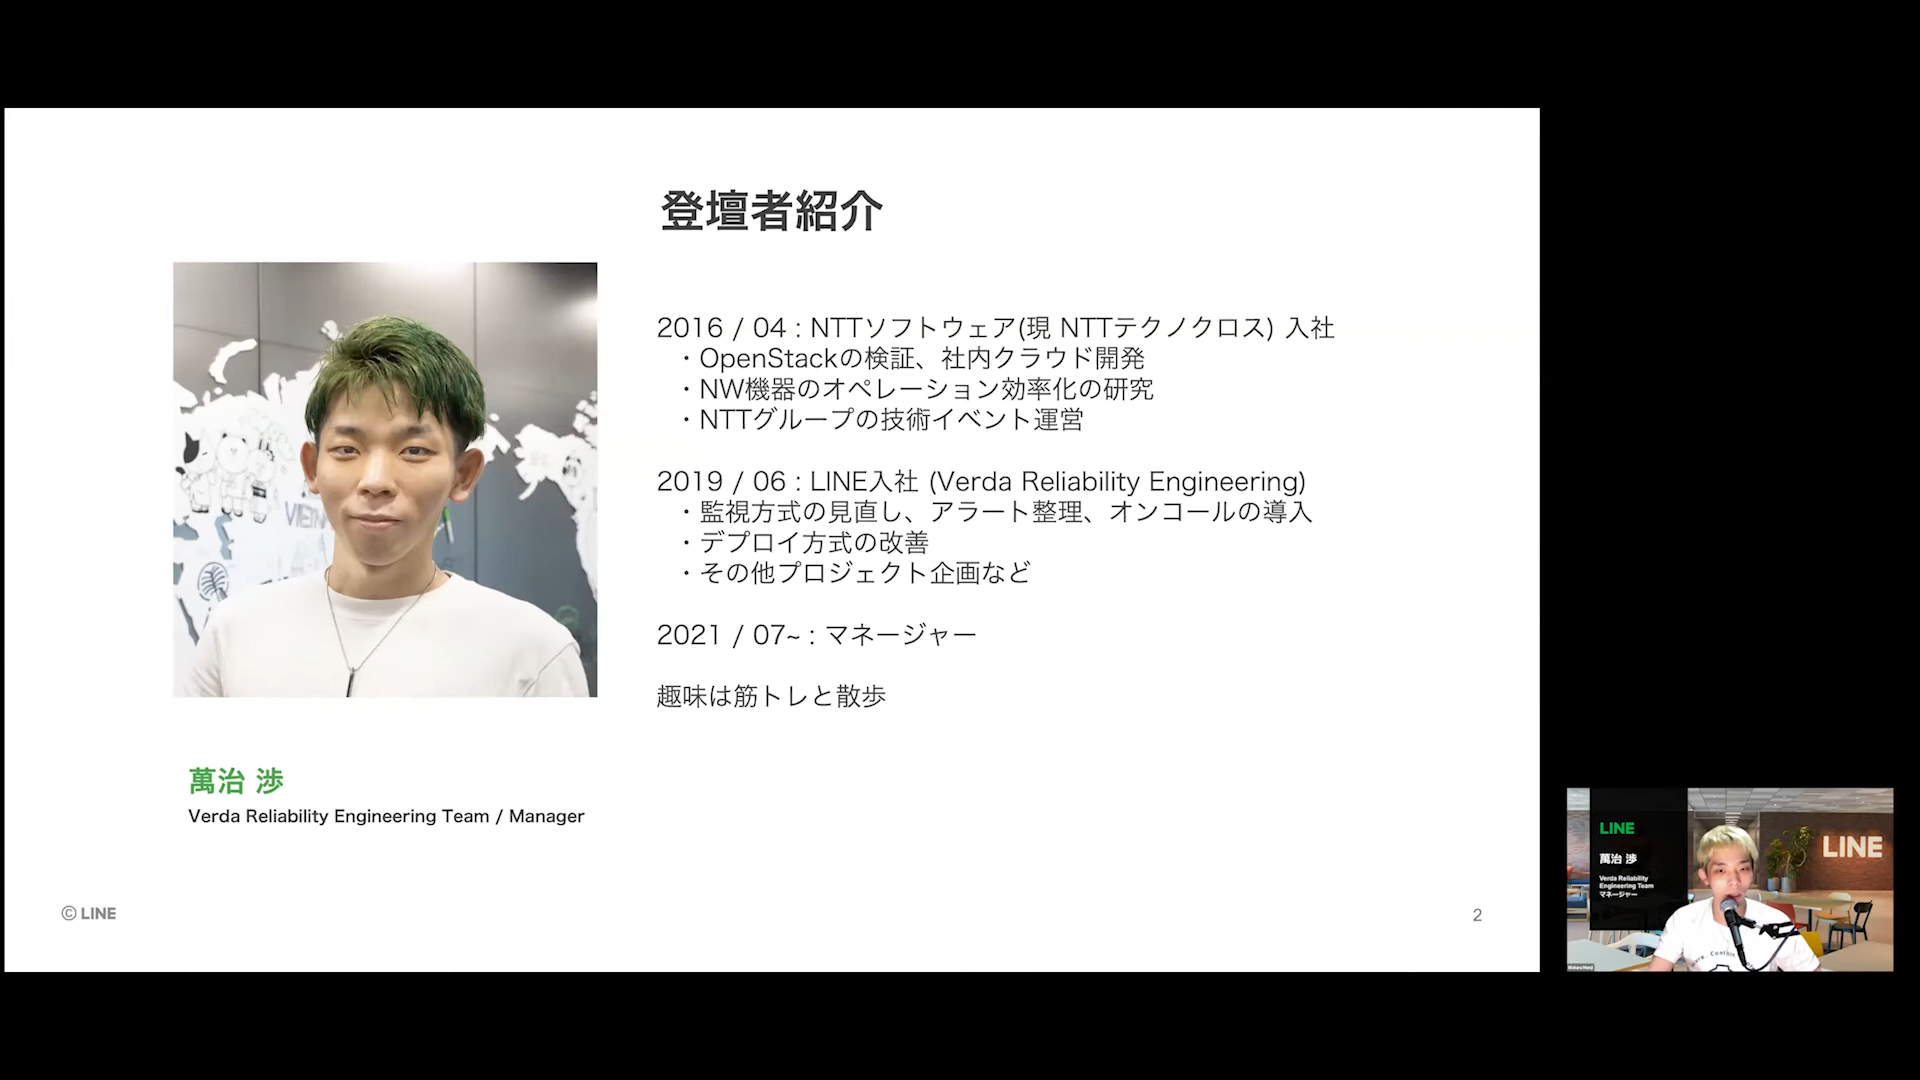 登壇者紹介
2016 / 04 : NTTソフトウェア(現 NTTテクノクロス) 入社
・OpenStackの検証、社内クラウド開発
・NW機器のオペレーション効率化の研究
・NTTグループの技術イベント運営
2019 / 06 : LINE入社 (Verda Reliability Engineering)
・監視方式の見直し、アラート整理、オンコールの導入
・デプロイ方式の改善
・その他プロジェクト企画など
2021 / 07~ : マネージャー
趣味は筋トレと散歩
VIETN
萬治 渉
Verda Reliability Engineering Team / Manager
© LINE
2
LINE
萬治 渉
Verda Reliability
Engineering Team
マネージャー
LINE